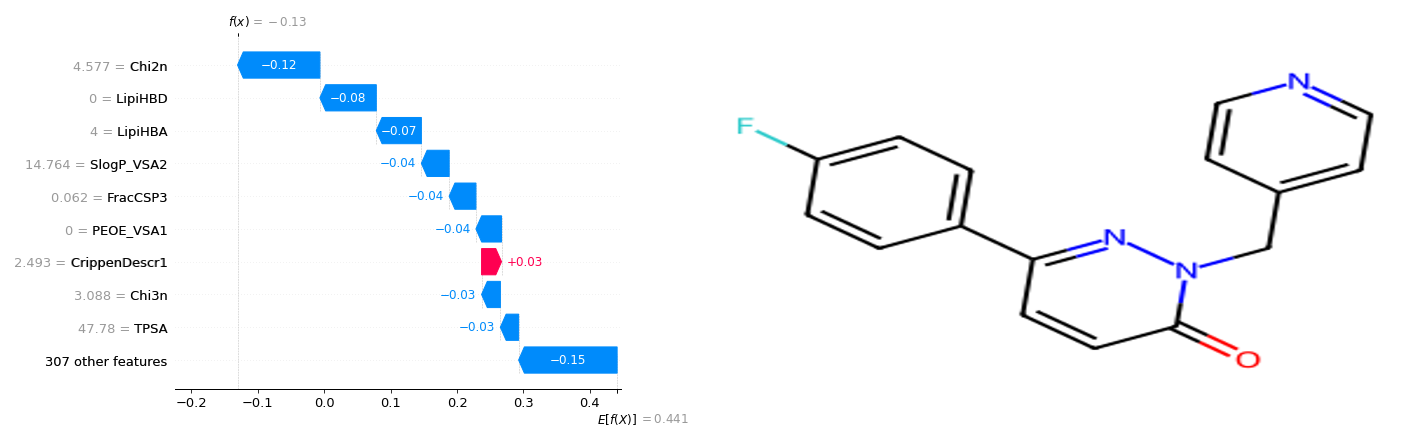 f(x) = −0.13
4.577 = Chi2n
−0.12
0 = LipiHBD
−0.08
4 = LipiHBA
−0.07
14.764 = SlogP_VSA2
−0.04
0.062 = FracCSP3
−0.04
0 = PEOE_VSA1
−0.04
2.493 = CrippenDescr1
+0.03
3.088 = Chi3n
−0.03
47.78 = TPSA
−0.03
307 other features
−0.15
−0.2 −0.1 0.0 0.1 0.2 0.3 0.4
E[f(X)] = 0.441
N
F
N
N
O